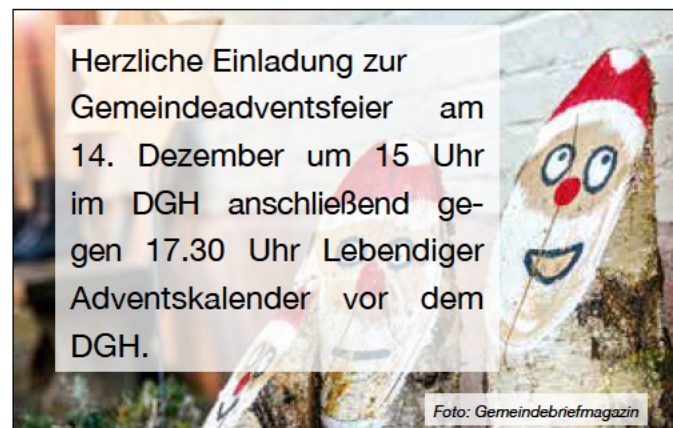 Herzliche Einladung zur
Gemeindeadventsfeier am
14. Dezember um 15 Uhr
im DGH anschließend ge-
gen 17.30 Uhr Lebendiger
Adventskalender vor dem
DGH.
Foto: Gemeindebriefmagazin